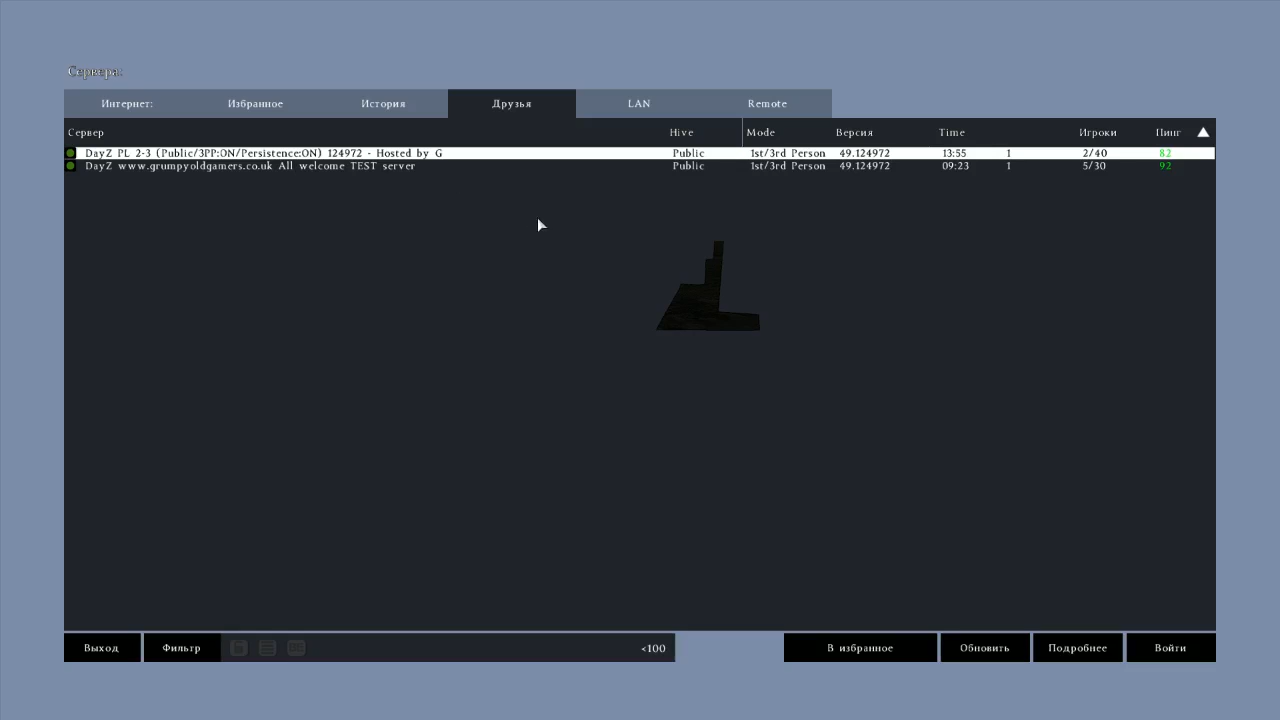 Сервера:
Интернет: Избранное История Друзья LAN Remote
Сервер Hive Mode Версия Time Игроки Пинг
DayZ PL 2-3 (Public/3PP:ON/Persistence:ON) 124972 - Hosted by G Public 1st/3rd Person 49.124972 13:55 1 2/40 82
DayZ www.grumpyoldgamers.co.uk All welcome TEST server Public 1st/3rd Person 49.124972 09:23 1 5/30 92
Выход Фильтр <100 В избранное Обновить Подробнее Войти